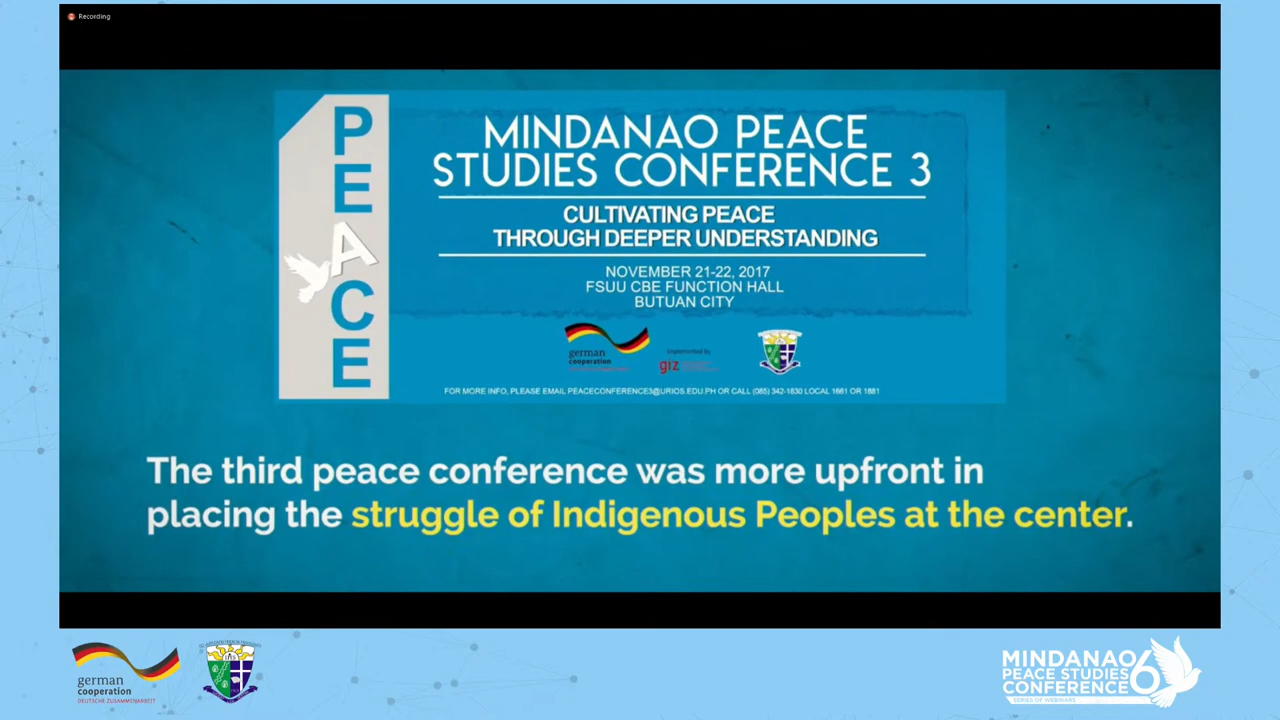 Recording
PEACE
MINDANAO PEACE
STUDIES CONFERENCE 3
CULTIVATING PEACE
THROUGH DEEPER UNDERSTANDING
NOVEMBER 21-22, 2017
FSUU CBE FUNCTION HALL
BUTUAN CITY
german
cooperation
Implemented by
giz
FOR MORE INFO, PLEASE EMAIL PEACECONFERENCE3@URIOS.EDU.PH OR CALL (085) 342-1830 LOCAL 1661 OR 1881
The third peace conference was more upfront in
placing the struggle of Indigenous Peoples at the center.
german
cooperation
DEUTSCHE ZUSAMMENARBEIT
MINDANAO
PEACE STUDIES
CONFERENCE 6
SERIES OF WEBINARS